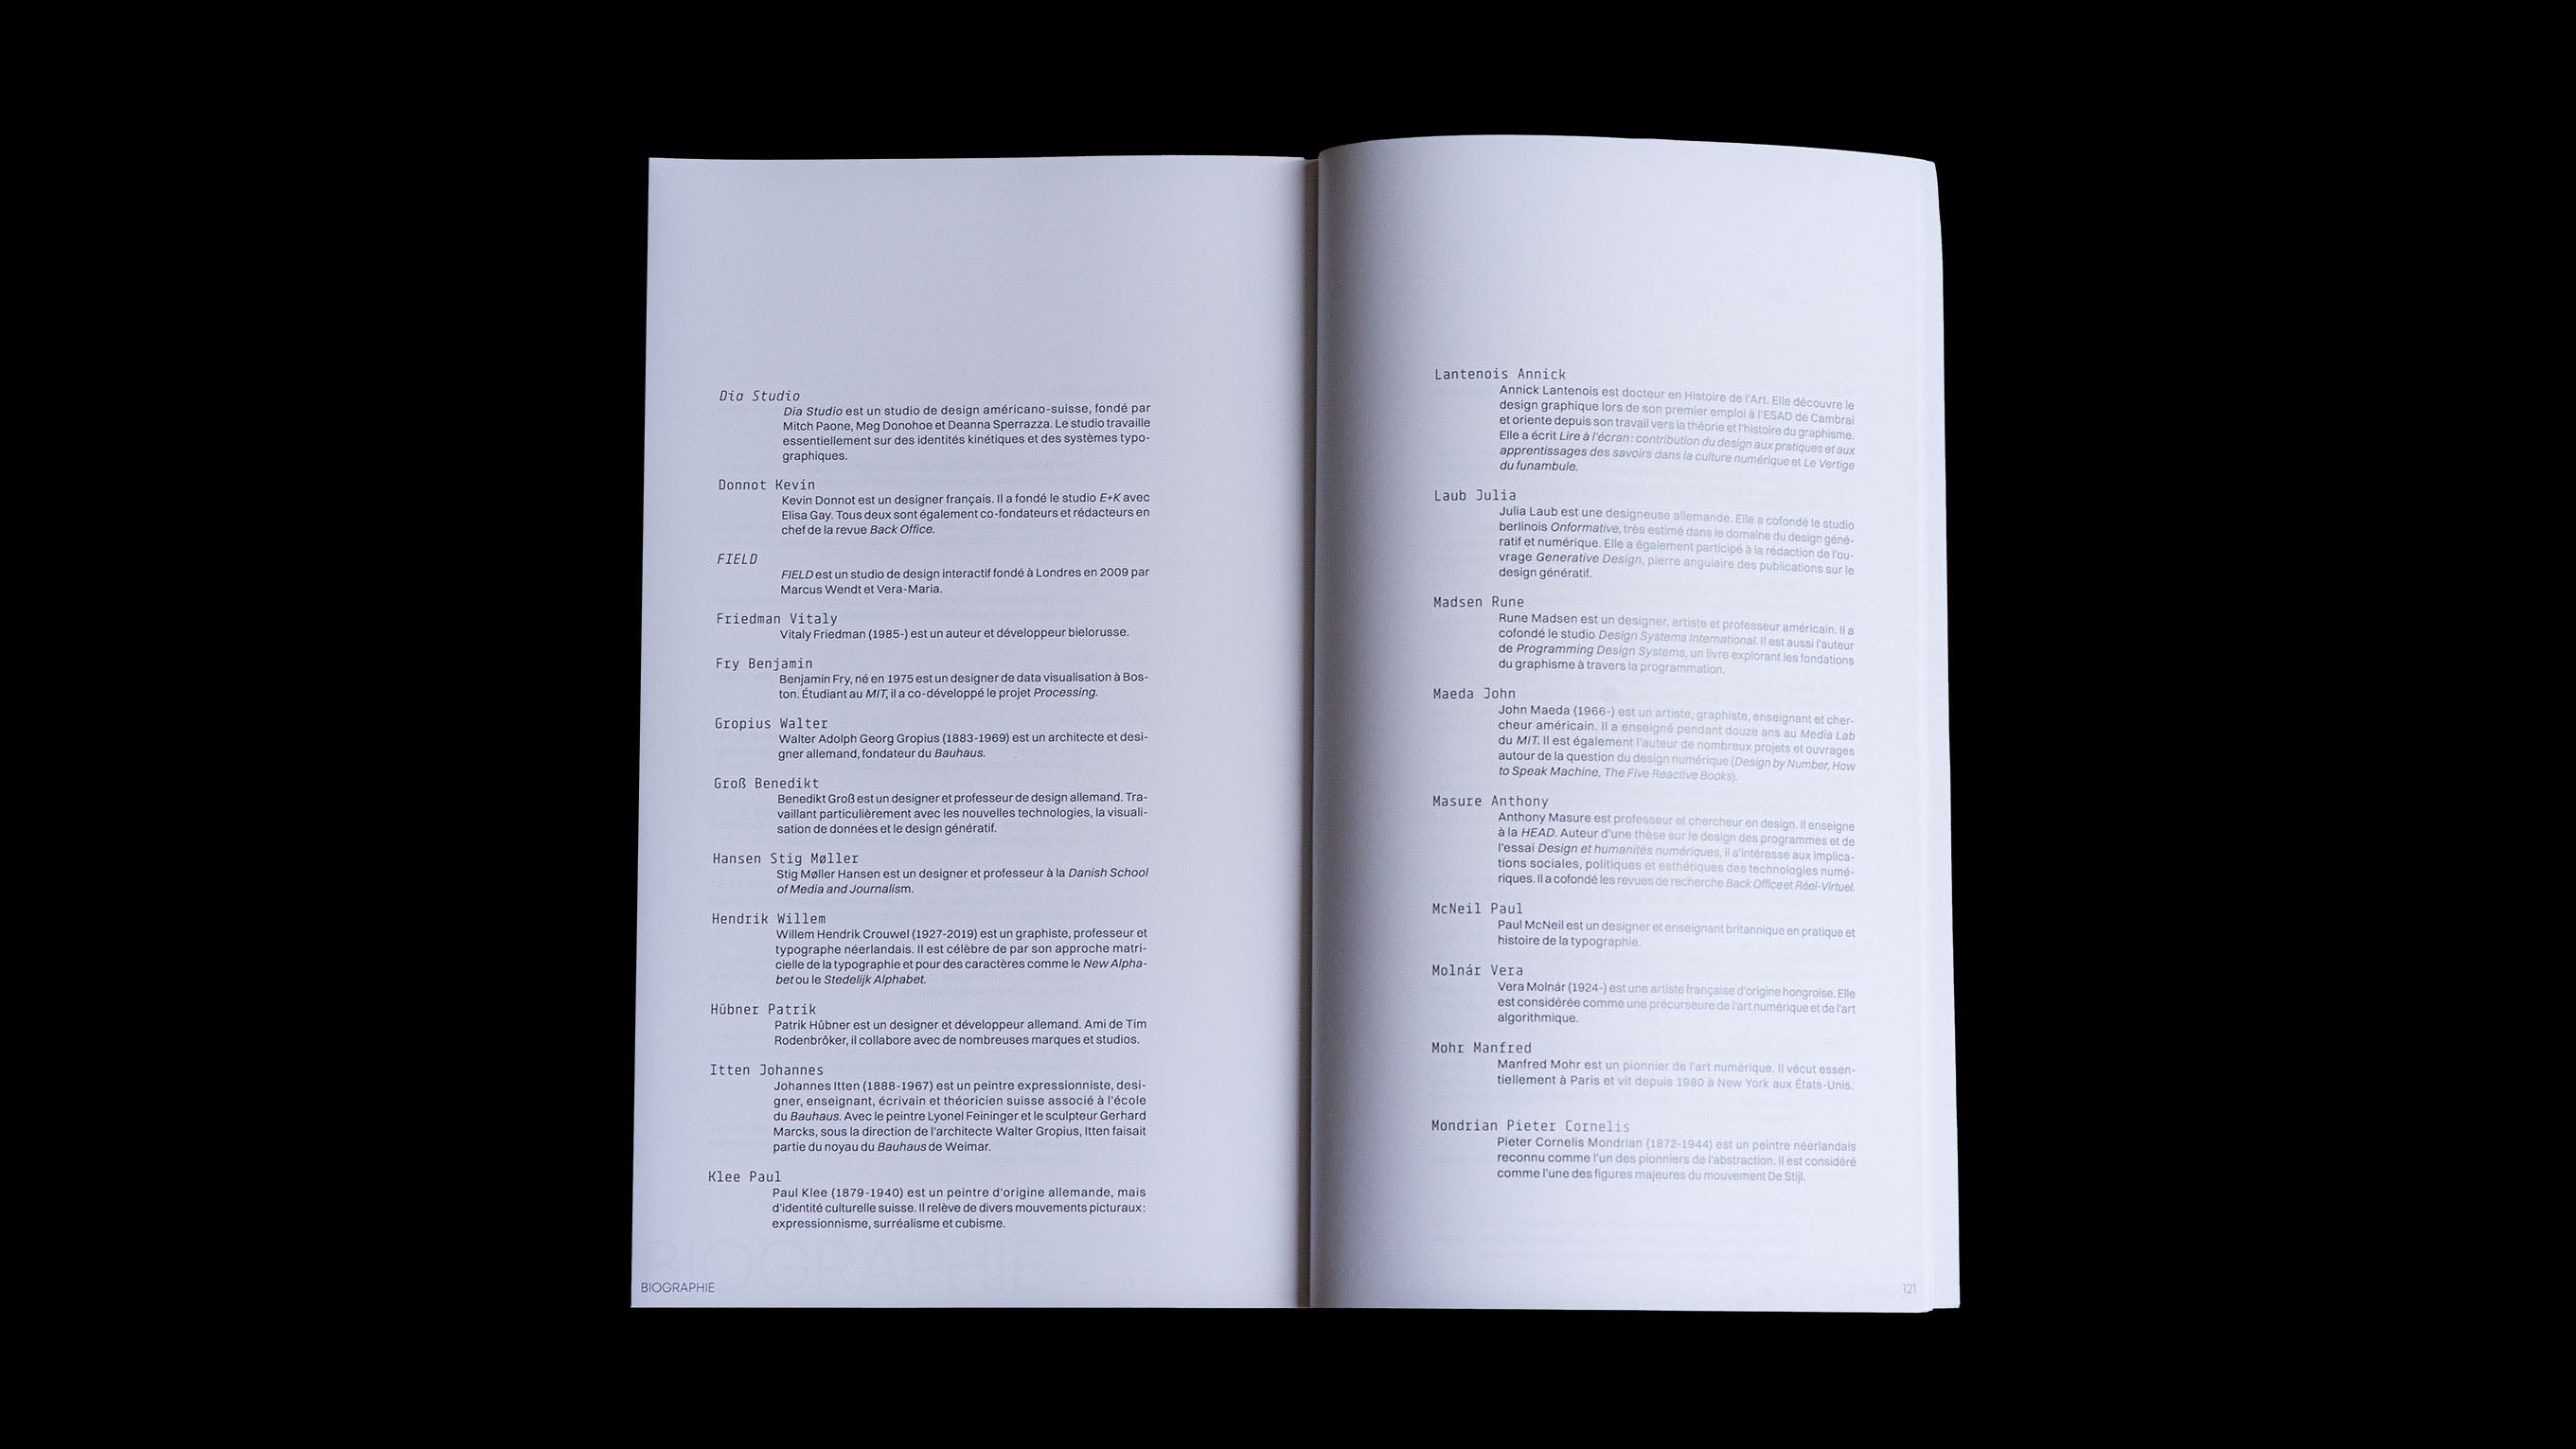 Dia Studio
Dia Studio est un studio de design américano-suisse, fondé par
Mitch Paone, Meg Donohoe et Deanna Sperrazza. Le studio travaille
essentiellement sur des identités kinétiques et des systèmes typo-
graphiques.
Donnot Kevin
Kevin Donnot est un designer français. Il a fondé le studio E+K avec
Elisa Gay. Tous deux sont également co-fondateurs et rédacteurs en
chef de la revue Back Office.
FIELD
FIELD est un studio de design interactif fondé à Londres en 2009 par
Marcus Wendt et Vera-Maria.
Friedman Vitaly
Vitaly Friedman (1985-) est un auteur et développeur bielorusse.
Fry Benjamin
Benjamin Fry, né en 1975 est un designer de data visualisation à Bos-
ton. Étudiant au MIT, il a co-développé le projet Processing.
Gropius Walter
Walter Adolph Georg Gropius (1883-1969) est un architecte et desi-
gner allemand, fondateur du Bauhaus.
Groß Benedikt
Benedikt Groß est un designer et professeur de design allemand. Tra-
vaillant particulièrement avec les nouvelles technologies, la visuali-
sation de données et le design génératif.
Hansen Stig Møller
Stig Møller Hansen est un designer et professeur à la Danish School
of Media and Journalism.
Hendrik Willem
Willem Hendrik Crouwel (1927-2019) est un graphiste, professeur et
typographe néerlandais. Il est célèbre de par son approche matri-
cielle de la typographie et pour des caractères comme le New Alpha-
bet ou le Stedelijk Alphabet.
Hübner Patrik
Patrik Hübner est un designer et développeur allemand. Ami de Tim
Rodenbröker, il collabore avec de nombreuses marques et studios.
Itten Johannes
Johannes Itten (1888-1967) est un peintre expressionniste, desi-
gner, enseignant, écrivain et théoricien suisse associé à l'école
du Bauhaus. Avec le peintre Lyonel Feininger et le sculpteur Gerhard
Marcks, sous la direction de l'architecte Walter Gropius, Itten faisait
partie du noyau du Bauhaus de Weimar.
Klee Paul
Paul Klee (1879-1940) est un peintre d'origine allemande, mais
d'identité culturelle suisse. Il relève de divers mouvements picturaux:
expressionnisme, surréalisme et cubisme.
BIOGRAPHIE
Lantenois Annick
Annick Lantenois est docteur en Histoire de l'Art. Elle découvre le
design graphique lors de son premier emploi à l'ESAD de Cambrai
et oriente depuis son travail vers la théorie et l'histoire du graphisme.
Elle a écrit Lire à l'écran: contribution du design aux pratiques et aux
apprentissages des savoirs dans la culture numérique et Le Vertige
du funambule.
Laub Julia
Julia Laub est une designeuse allemande. Elle a cofondé le studio
berlinois Onformative, très estimé dans le domaine du design géné-
ratif et numérique. Elle a également participé à la rédaction de l'ou-
vrage Generative Design, pierre angulaire des publications sur le
design génératif.
Madsen Rune
Rune Madsen est un designer, artiste et professeur américain. Il a
cofondé le studio Design Systems International. Il est aussi l'auteur
de Programming Design Systems, un livre explorant les fondations
du graphisme à travers la programmation.
Maeda John
John Maeda (1966-) est un artiste, graphiste, enseignant et cher-
cheur américain. Il a enseigné pendant douze ans au Media Lab
du MIT. Il est également l'auteur de nombreux projets et ouvrages
autour de la question du design numérique (Design by Number, How
to Speak Machine, The Five Reactive Books).
Masure Anthony
Anthony Masure est professeur et chercheur en design. Il enseigne
à la HEAD. Auteur d'une thèse sur le design des programmes et de
l'essai Design et humanités numériques, il s'intéresse aux implica-
tions sociales, politiques et esthétiques des technologies numé-
riques. Il a cofondé les revues de recherche Back Office et Réel-Virtuel.
McNeil Paul
Paul McNeil est un designer et enseignant britannique en pratique et
histoire de la typographie.
Molnár Vera
Vera Molnár (1924-) est une artiste française d'origine hongroise. Elle
est considérée comme une précurseure de l'art numérique et de l'art
algorithmique.
Mohr Manfred
Manfred Mohr est un pionnier de l'art numérique. Il vécut essen-
tiellement à Paris et vit depuis 1980 à New York aux États-Unis.
Mondrian Pieter Cornelis
Pieter Cornelis Mondrian (1872-1944) est un peintre néerlandais
reconnu comme l'un des pionniers de l'abstraction. Il est considéré
comme l'une des figures majeures du mouvement De Stijl.
121